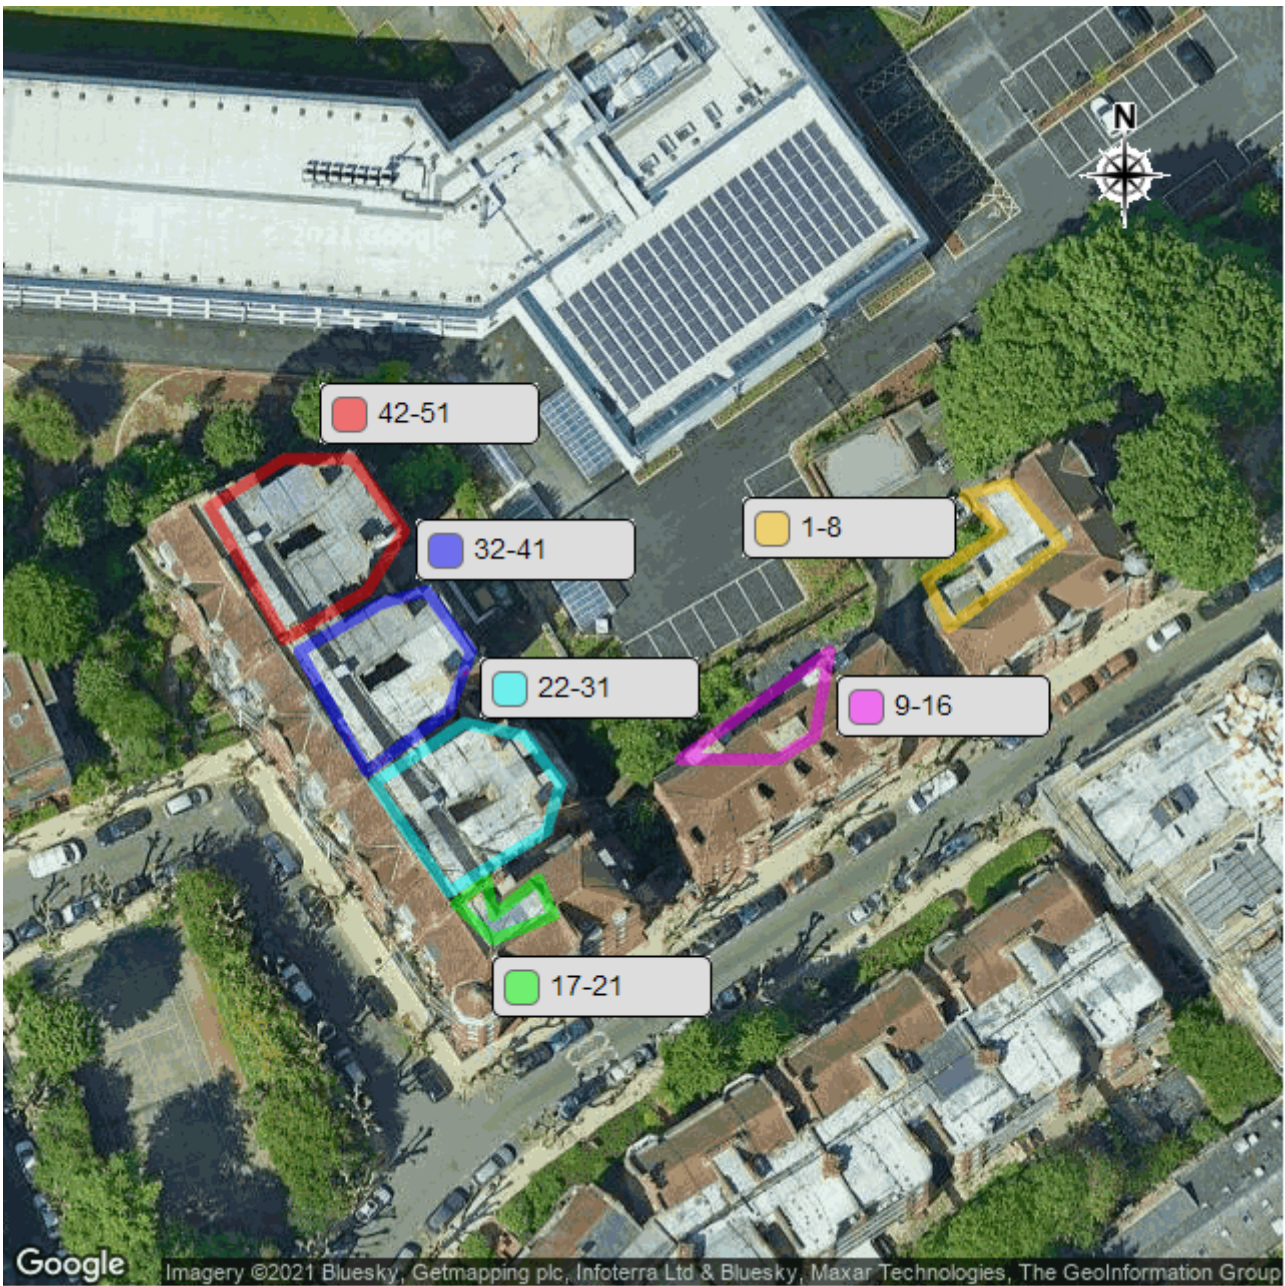 N
42-51
32-41
1-8
22-31
9-16
17-21
Google
Imagery ©2021 Bluesky, Getmapping plc, Infoterra Ltd & Bluesky, Maxar Technologies, The GeoInformation Group